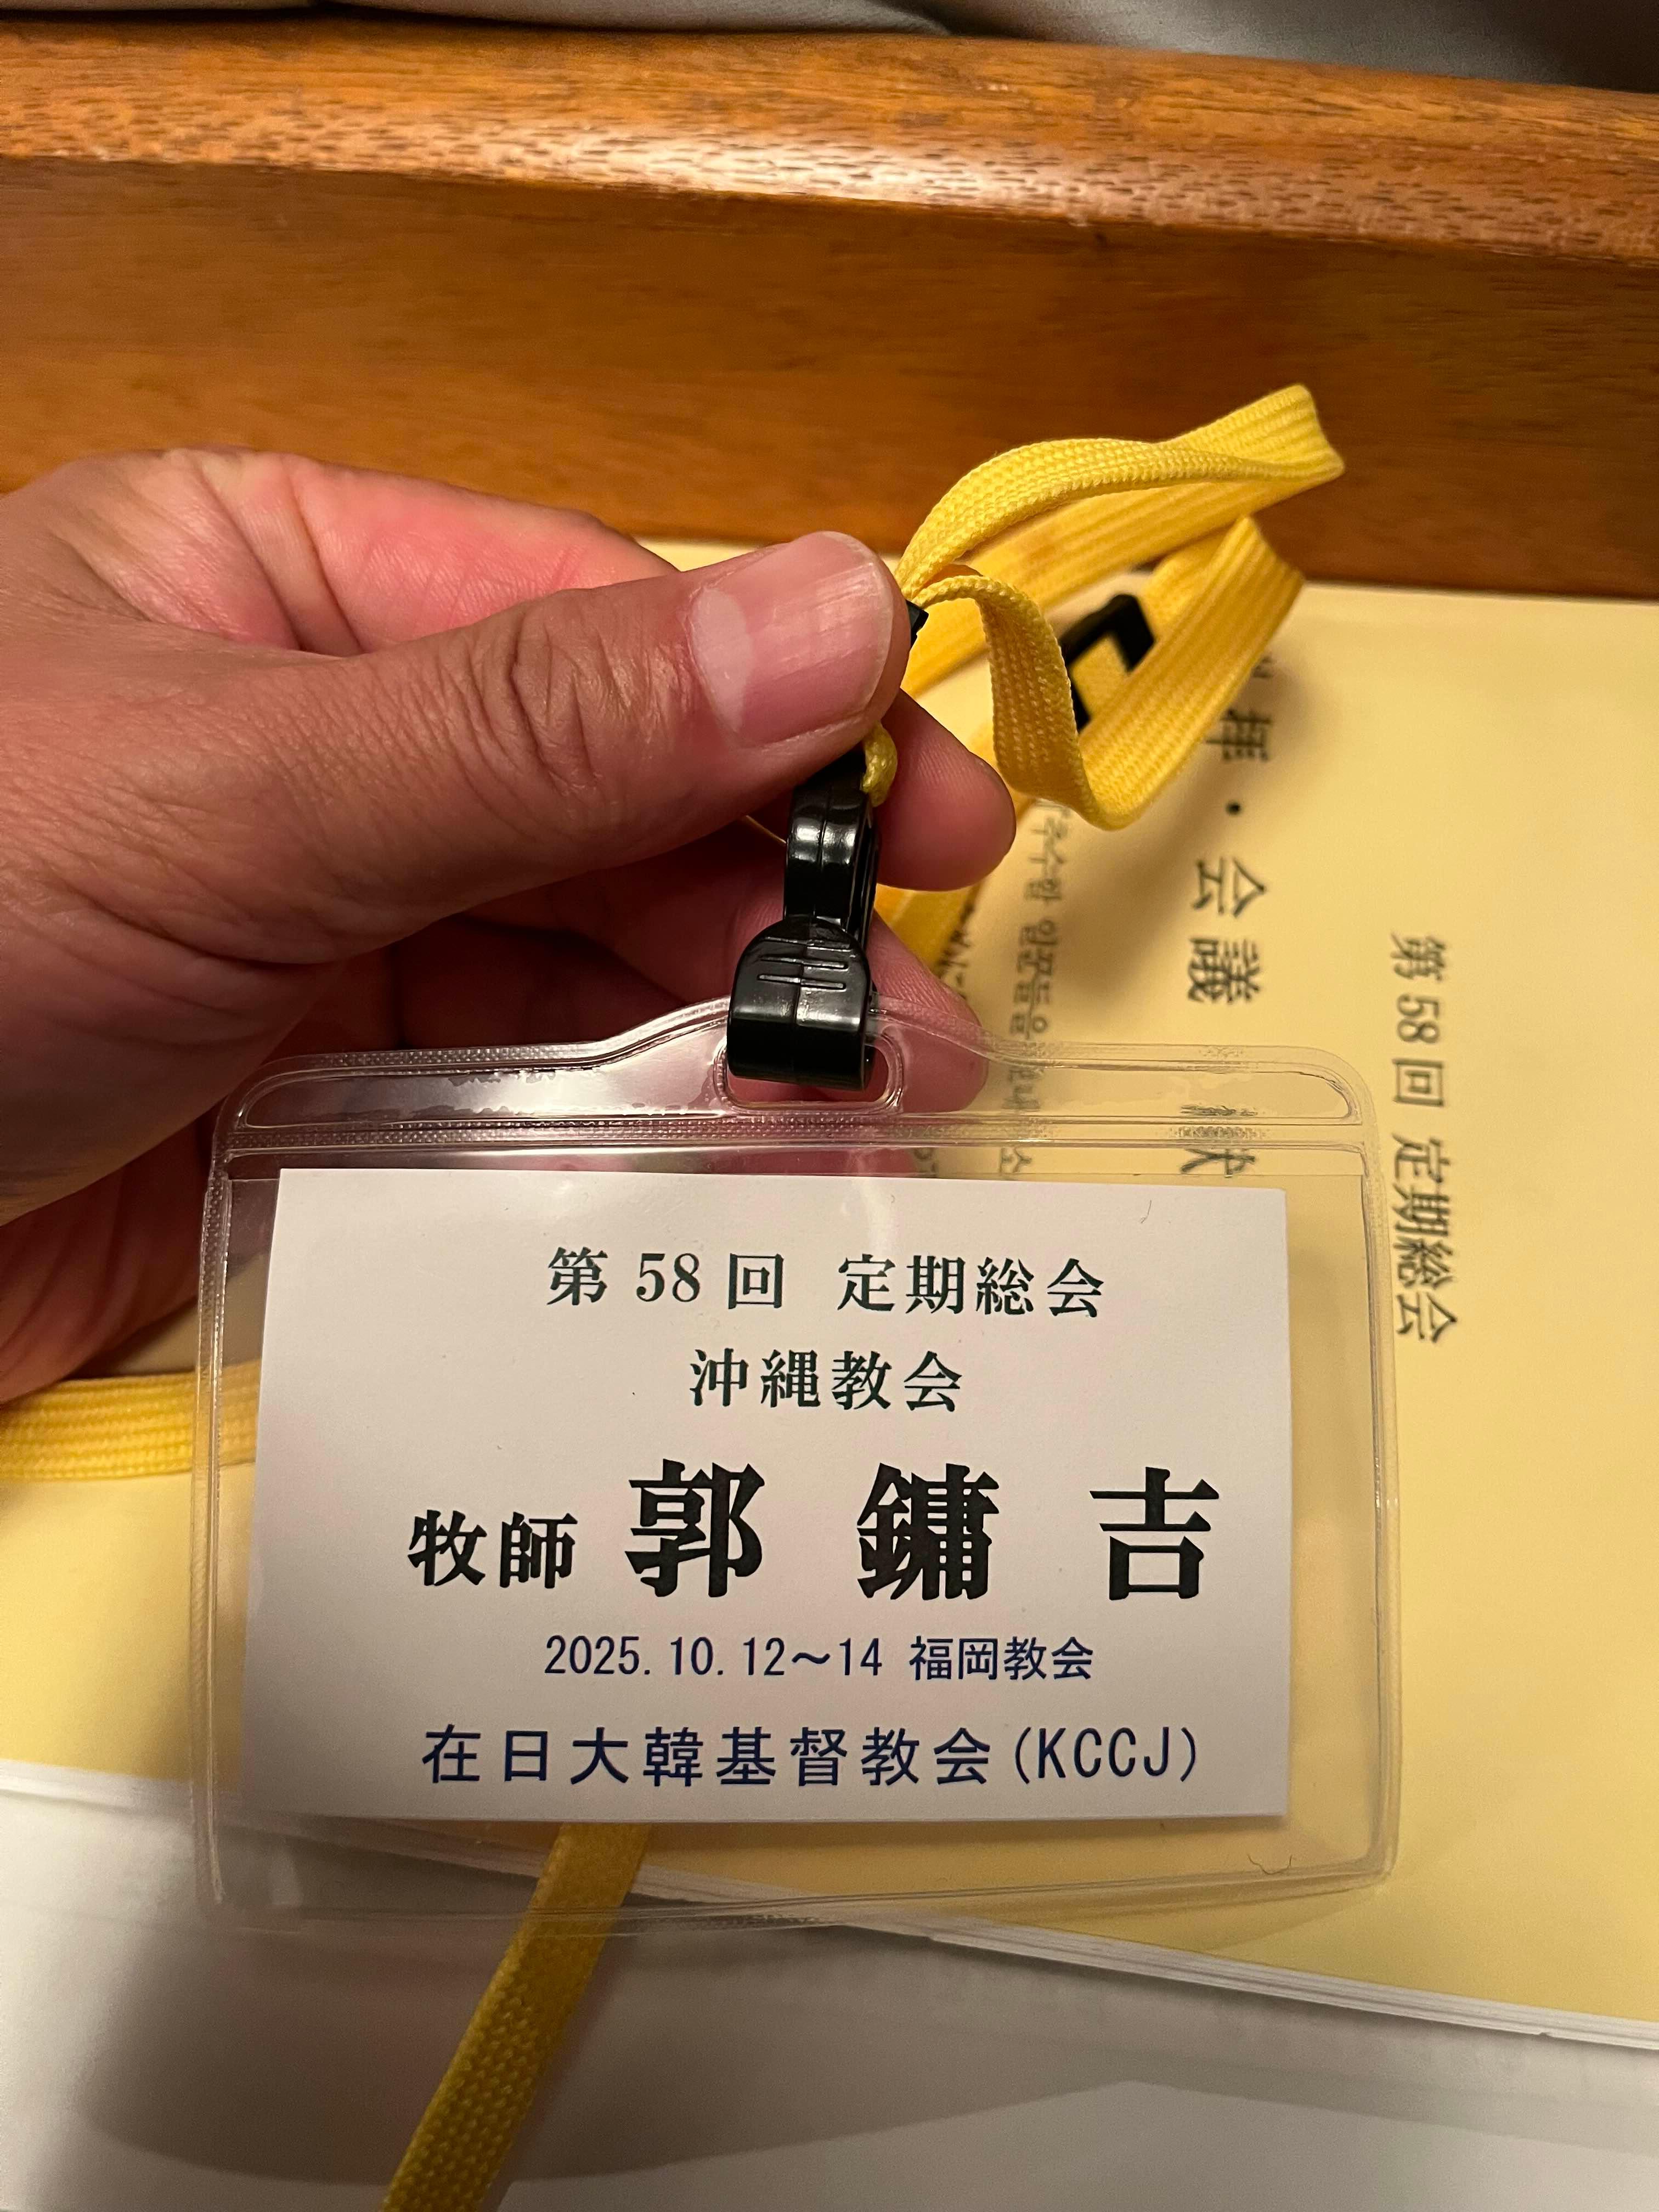 第 58 回 定期総会
沖縄教会
牧師 郭 鏞 吉
2025.10.12～14 福岡教会
在日大韓基督教会(KCCJ)
第 58 回 定期総会
拝・会議